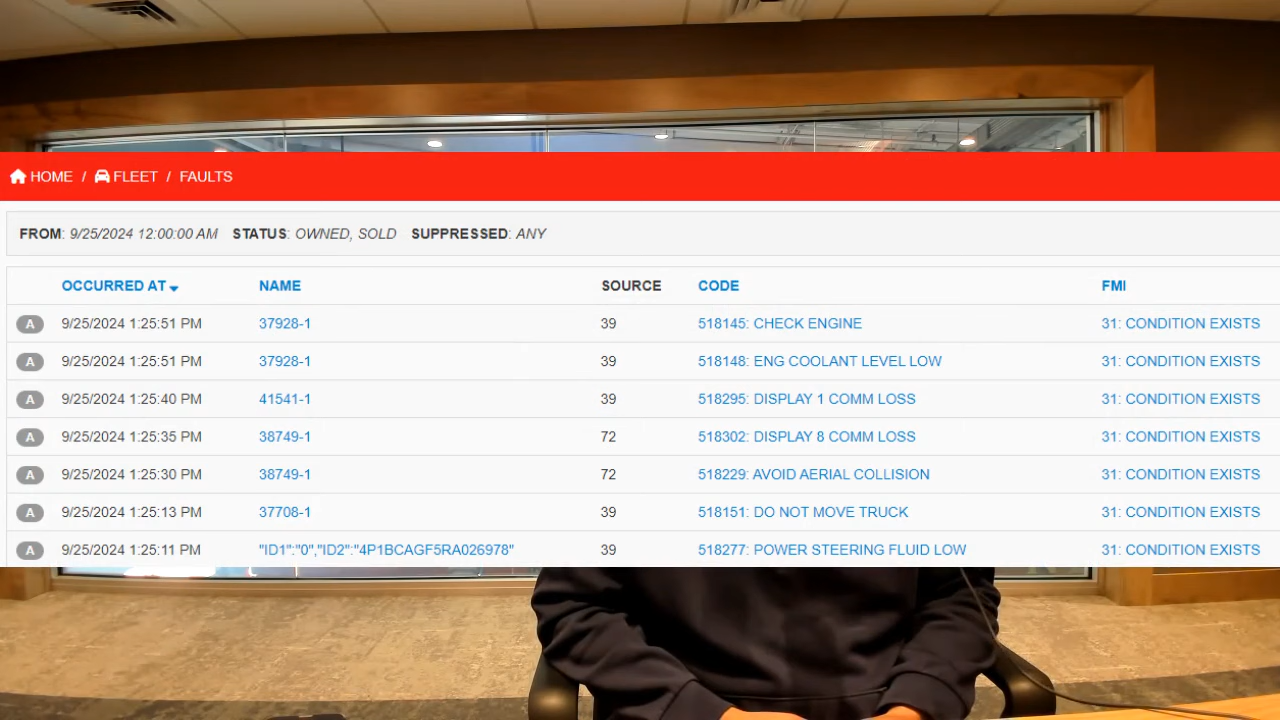 HOME / FLEET / FAULTS
FROM: 9/25/2024 12:00:00 AM STATUS: OWNED, SOLD SUPPRESSED: ANY
OCCURRED AT NAME SOURCE CODE FMI
A 9/25/2024 1:25:51 PM 37928-1 39 518145: CHECK ENGINE 31: CONDITION EXISTS
A 9/25/2024 1:25:51 PM 37928-1 39 518148: ENG COOLANT LEVEL LOW 31: CONDITION EXISTS
A 9/25/2024 1:25:40 PM 41541-1 39 518295: DISPLAY 1 COMM LOSS 31: CONDITION EXISTS
A 9/25/2024 1:25:35 PM 38749-1 72 518302: DISPLAY 8 COMM LOSS 31: CONDITION EXISTS
A 9/25/2024 1:25:30 PM 38749-1 72 518229: AVOID AERIAL COLLISION 31: CONDITION EXISTS
A 9/25/2024 1:25:13 PM 37708-1 39 518151: DO NOT MOVE TRUCK 31: CONDITION EXISTS
A 9/25/2024 1:25:11 PM "ID1":"0","ID2":"4P1BCAGF5RA026978" 39 518277: POWER STEERING FLUID LOW 31: CONDITION EXISTS